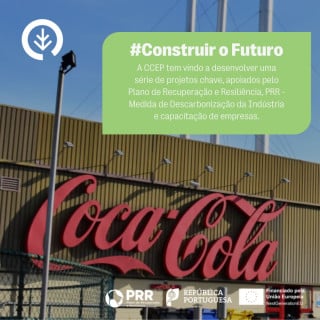 #Construir o Futuro
A CCEP tem vindo a desenvolver uma
série de projetos chave, apoiados pelo
Plano de Recuperação e Resiliência, PRR -
Medida de Descarbonização da Indústria
e capacitação de empresas.
Coca-Cola
PRR
REPÚBLICA
PORTUGUESA
Financiado pela
União Europeia
NextGenerationEU